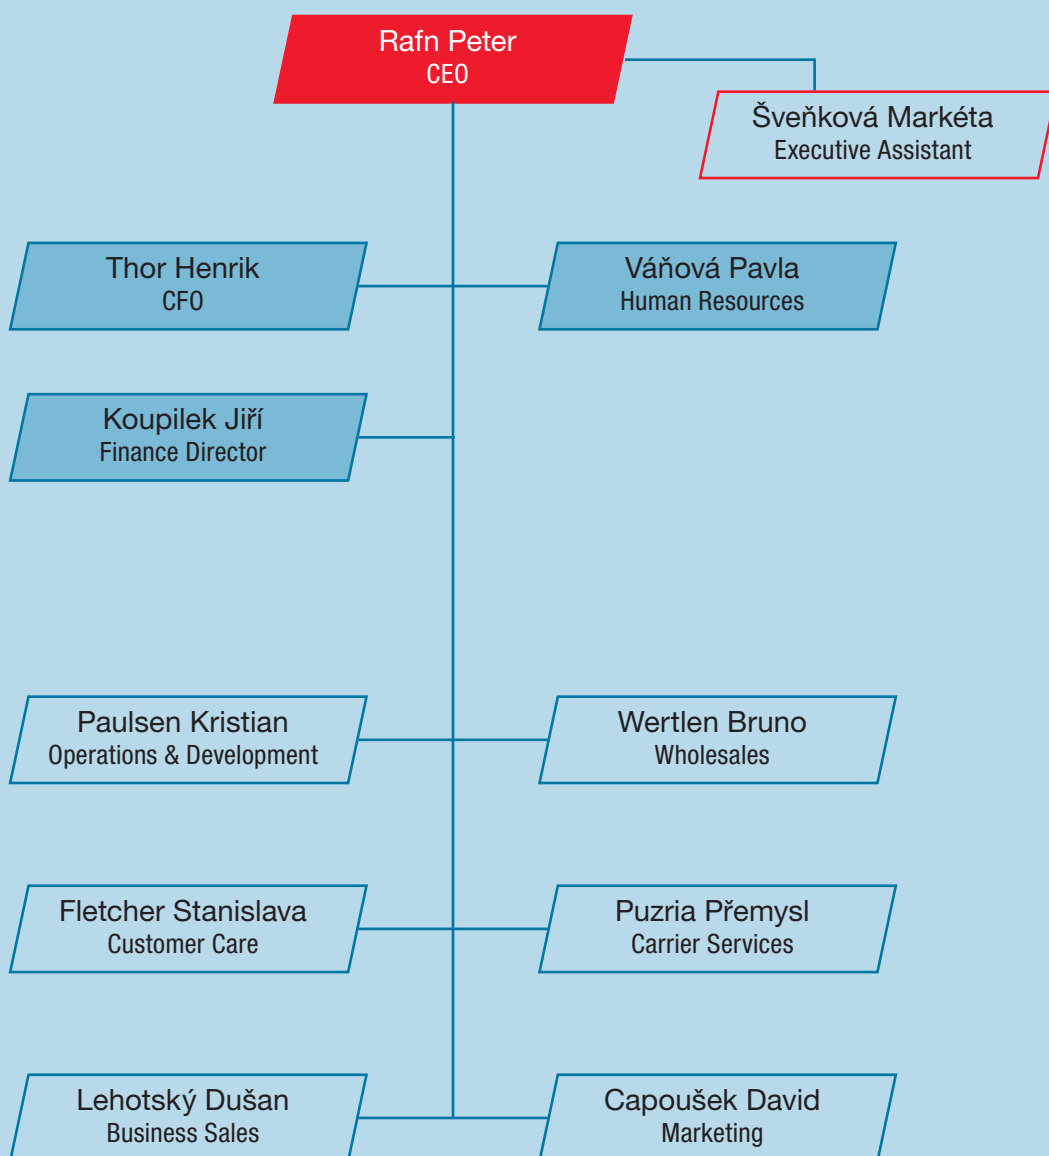 Rafn Peter
CEO
Šveňková Markéta
Executive Assistant
Thor Henrik
CFO
Váňová Pavla
Human Resources
Koupilek Jiří
Finance Director
Paulsen Kristian
Operations & Development
Wertlen Bruno
Wholesales
Fletcher Stanislava
Customer Care
Puzria Přemysl
Carrier Services
Lehotský Dušan
Business Sales
Capoušek David
Marketing